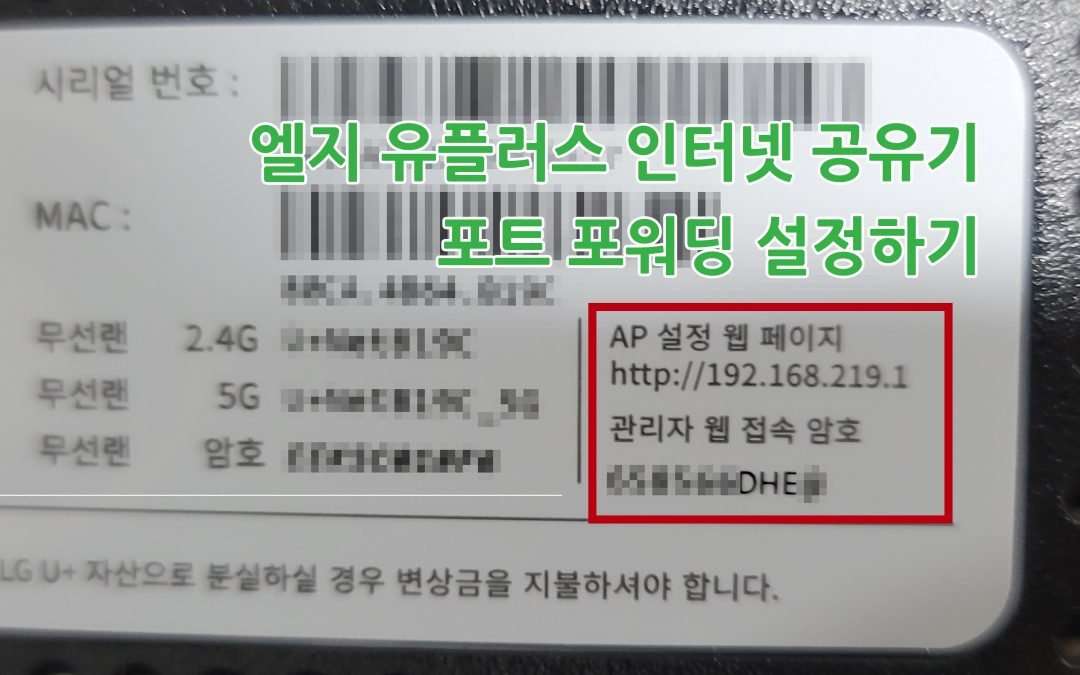 시리얼 번호 :
엘지 유플러스 인터넷 공유기
MAC :
포트 포워딩 설정하기
무선랜 2.4G
무선랜 5G
무선랜 암호
AP 설정 웹 페이지
http://192.168.219.1
관리자 웹 접속 암호
DHE
LG U+ 자산으로 분실하실 경우 변상금을 지불하셔야 합니다.